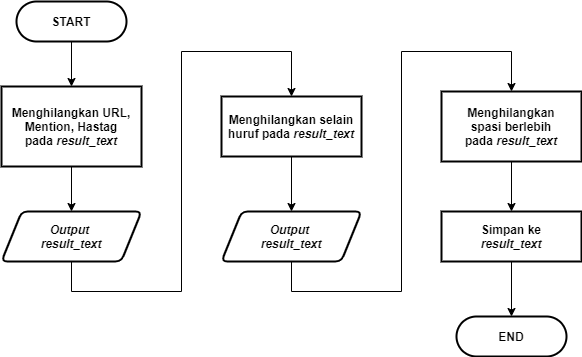 START
Menghilangkan URL,
Mention, Hastag
pada result_text
Output
result_text
Menghilangkan selain
huruf pada result_text
Output
result_text
Menghilangkan
spasi berlebih
pada result_text
Simpan ke
result_text
END